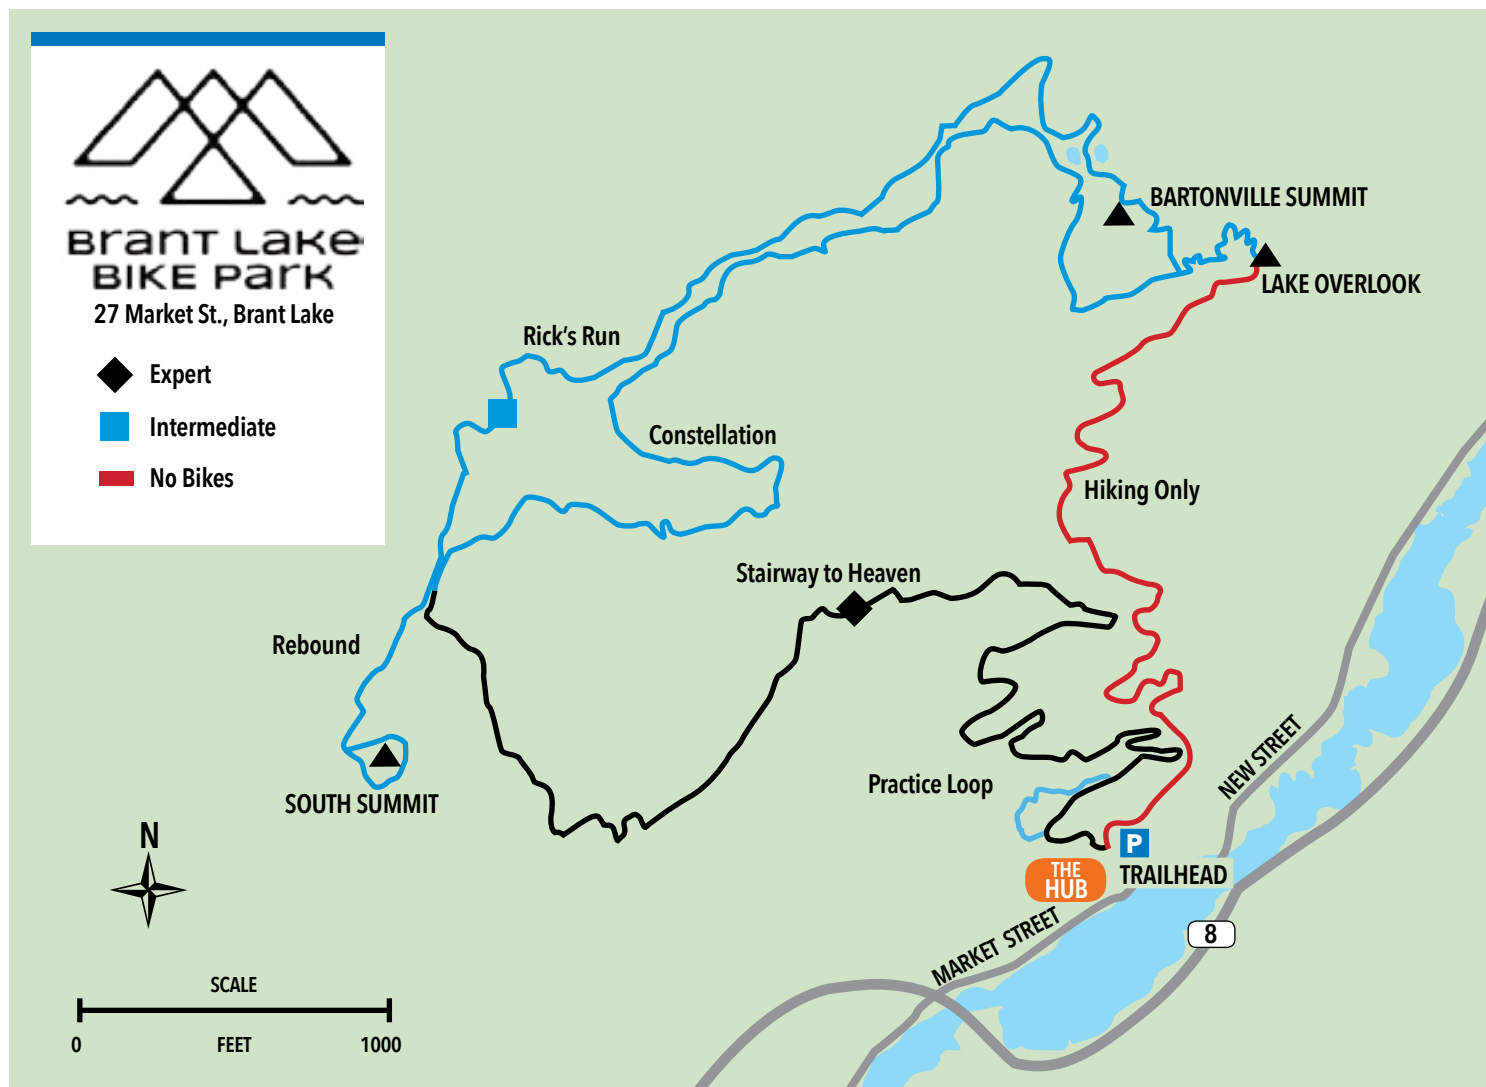 Brant Lake
BIKE Park
27 Market St., Brant Lake
Expert
Intermediate
No Bikes
BARTONVILLE SUMMIT
LAKE OVERLOOK
Rick's Run
Constellation
Hiking Only
Stairway to Heaven
Rebound
SOUTH SUMMIT
Practice Loop
NEW STREET
P
TRAILHEAD
THE
HUB
MARKET STREET
8
N
SCALE
0 FEET 1000